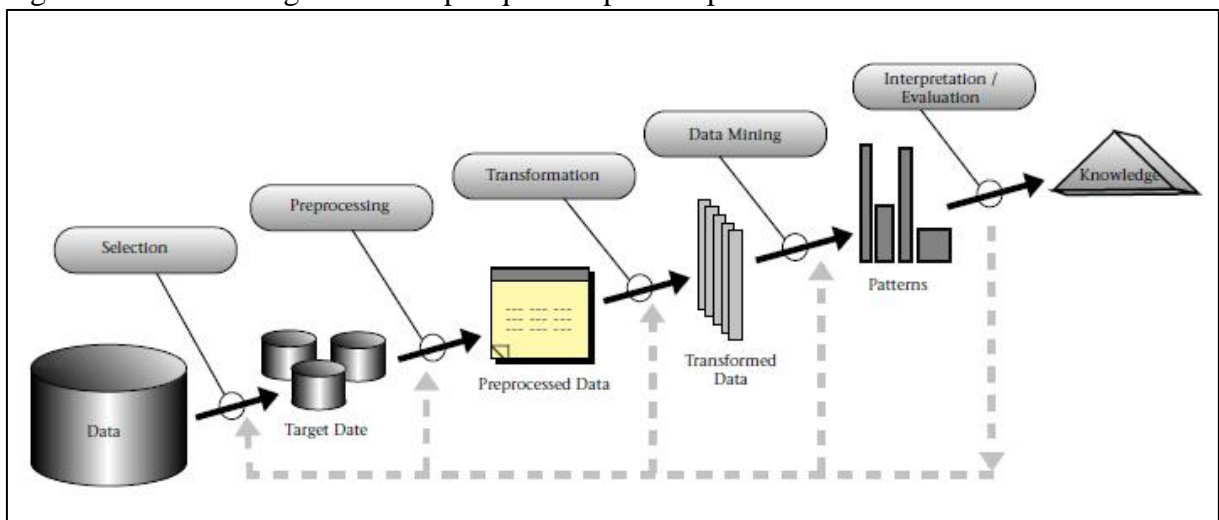 Interpretation /
Evaluation
Data Mining
Transformation
Preprocessing
Selection
Knowledge
Patterns
Transformed
Data
Preprocessed Data
Target Date
Data